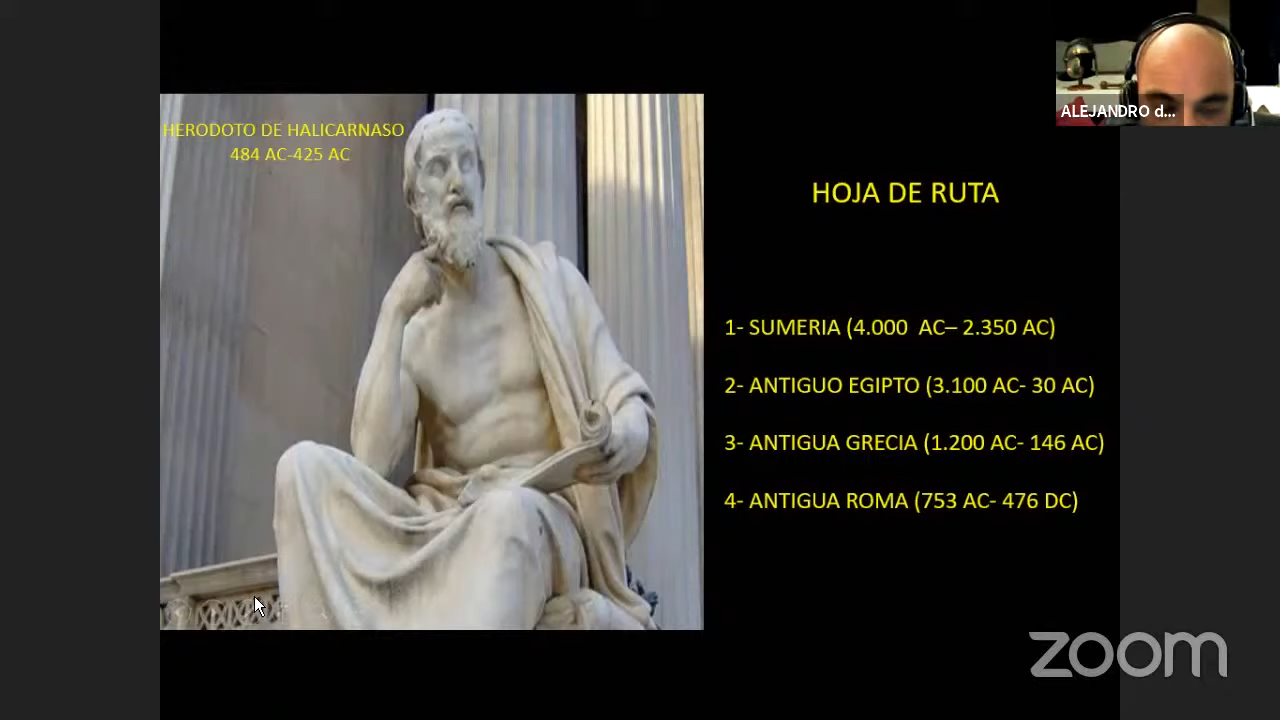 HERODOTO DE HALICARNASO
484 AC-425 AC
ALEJANDRO d...
HOJA DE RUTA
1- SUMERIA (4.000 AC– 2.350 AC)
2- ANTIGUO EGIPTO (3.100 AC- 30 AC)
3- ANTIGUA GRECIA (1.200 AC- 146 AC)
4- ANTIGUA ROMA (753 AC- 476 DC)
zoom